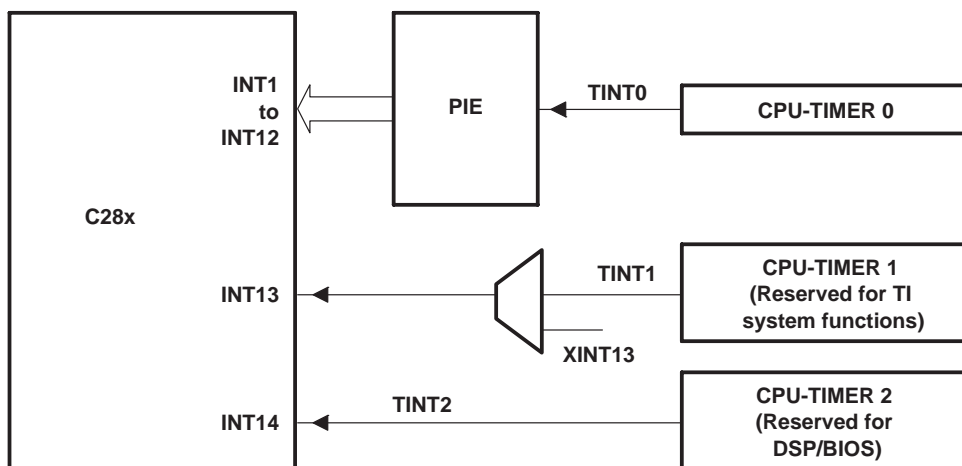 INT1
to
INT12
PIE
TINT0
CPU-TIMER 0
C28x
INT13
TINT1
XINT13
CPU-TIMER 1
(Reserved for TI
system functions)
INT14
TINT2
CPU-TIMER 2
(Reserved for
DSP/BIOS)